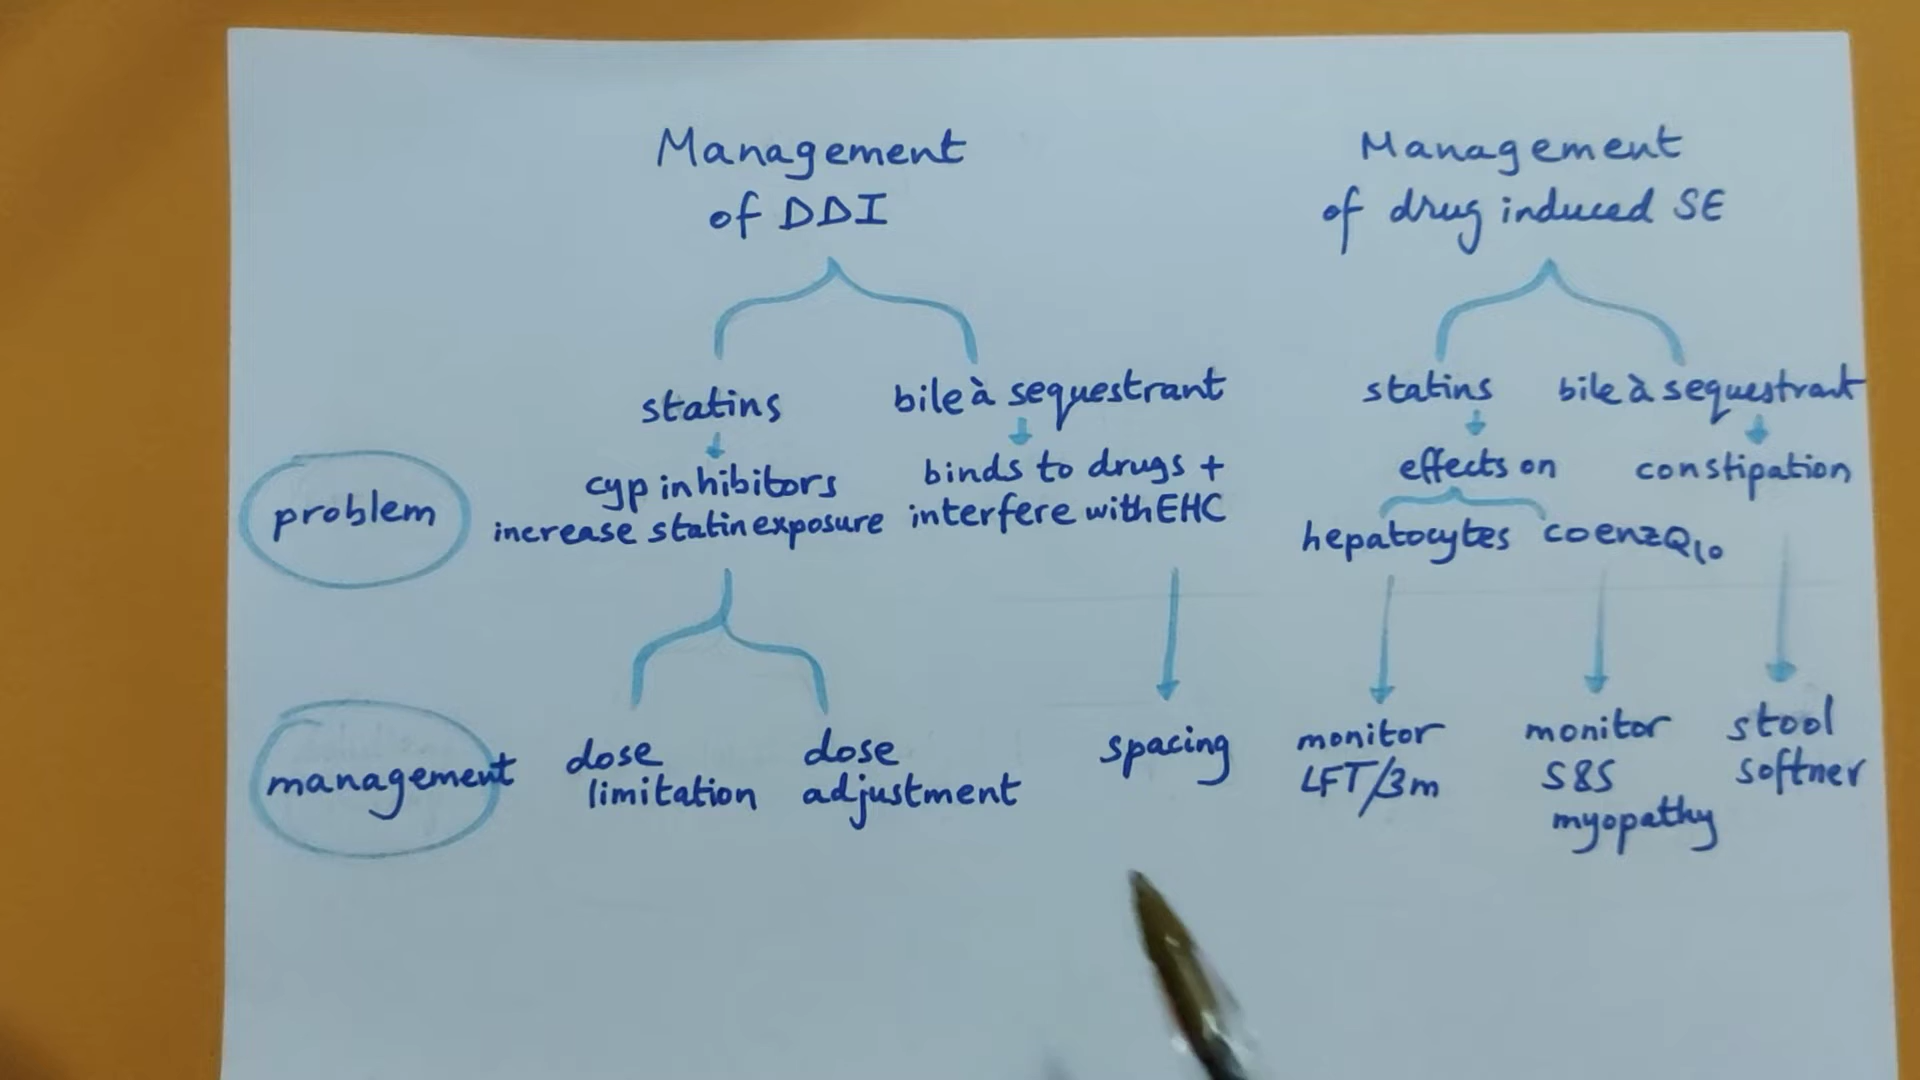 Management
of DDI
statins
bile à sequestrant
cyp inhibitors
increase statin exposure
binds to drugs +
interfere with EHC
problem
management
dose
limitation
dose
adjustment
spacing
Management
of drug induced SE
statins
bile à sequestrant
effects on
hepatocytes coenzQ10
constipation
monitor
LFT/3m
monitor
S&S
myopathy
stool
softner